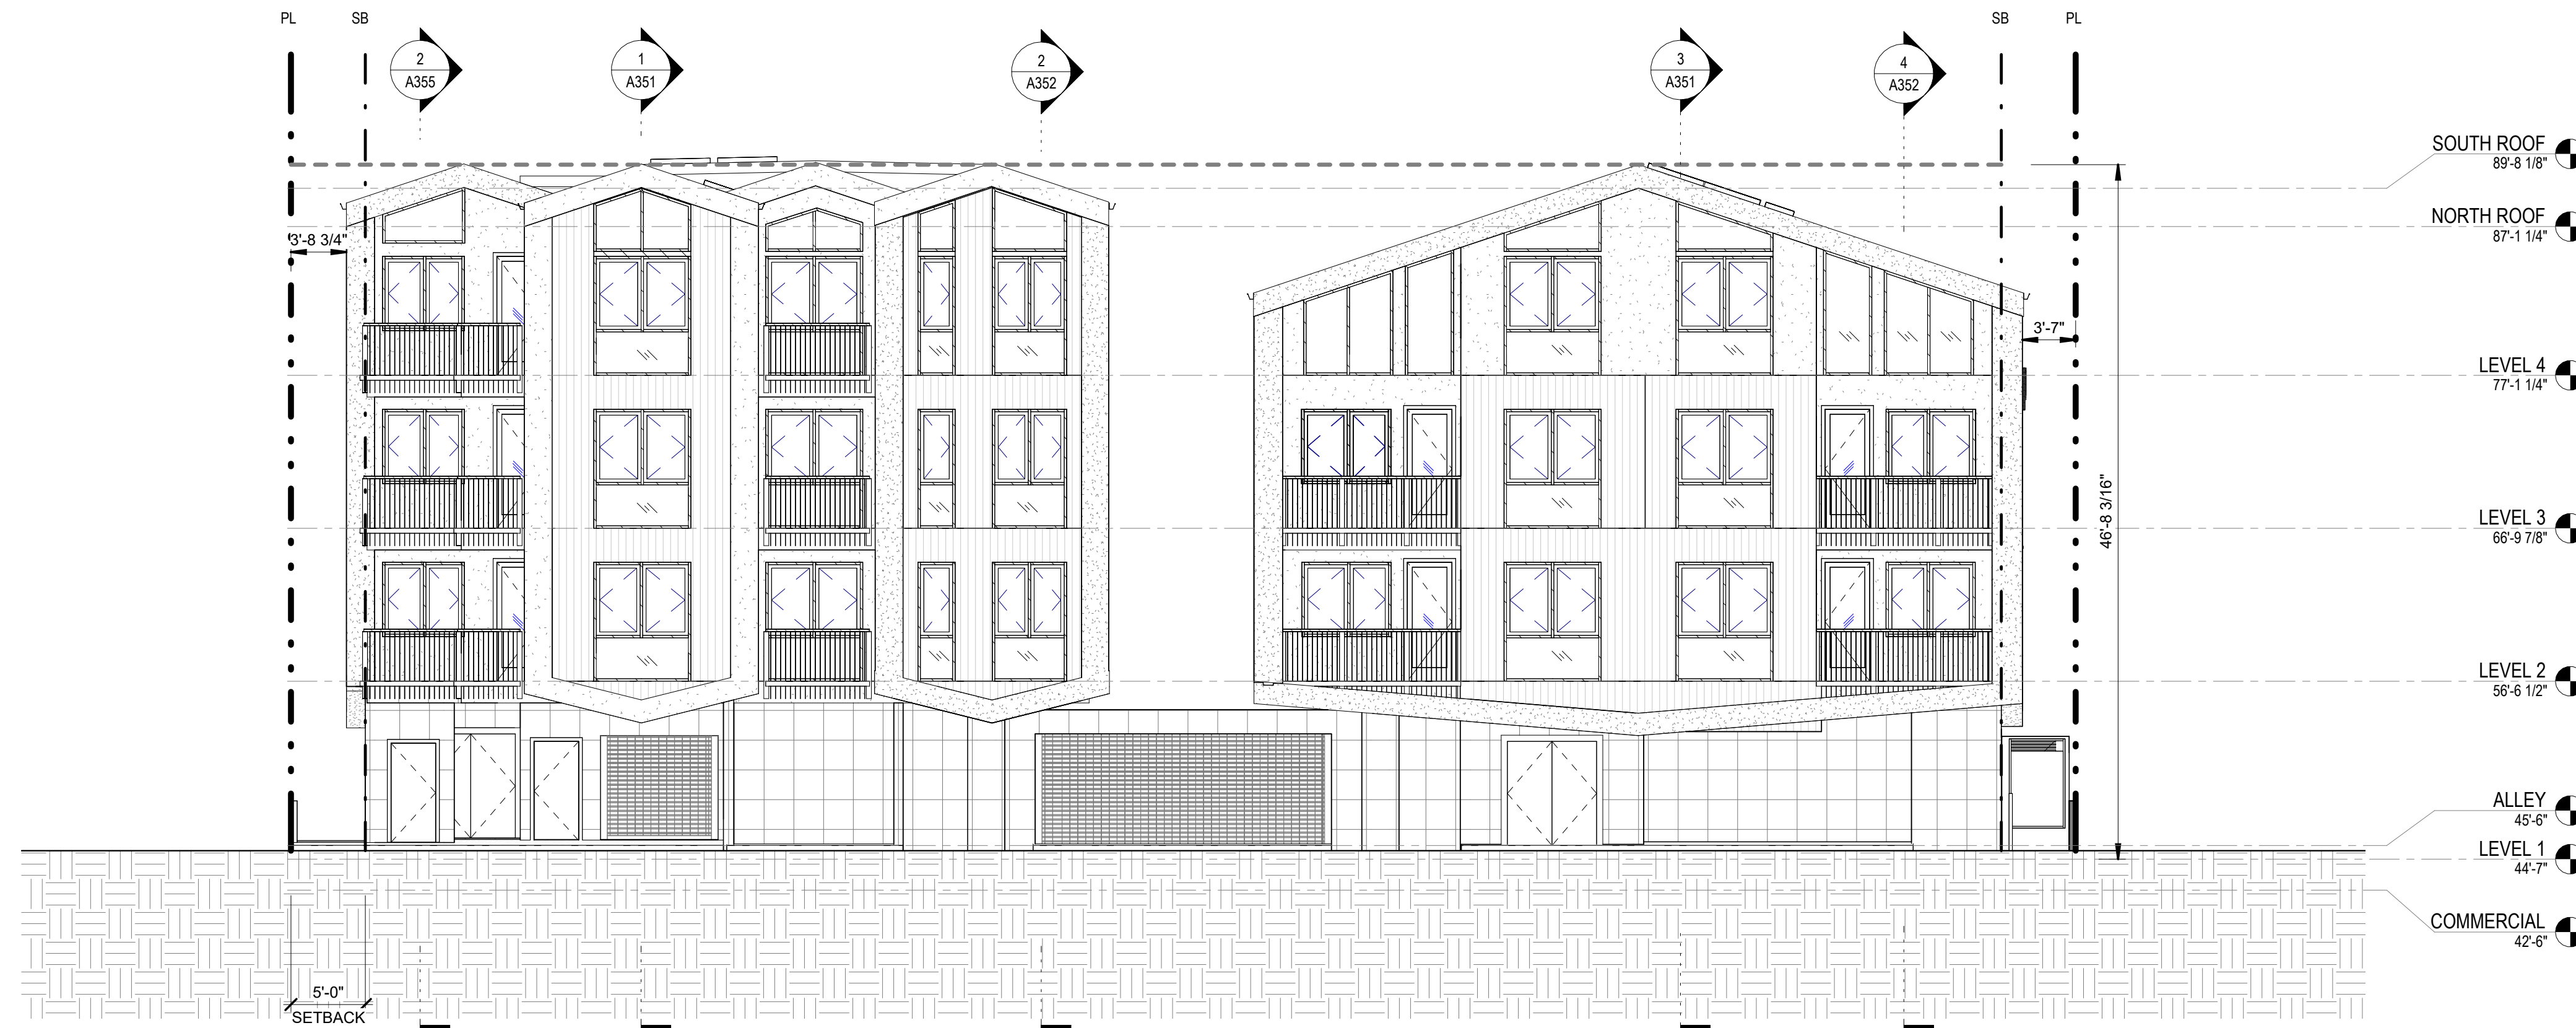 PL
SB
SB
PL
2
A355
1
A351
2
A352
3
A351
4
A352
SOUTH ROOF
89'-8 1/8"
NORTH ROOF
87'-1 1/4"
3'-8 3/4"
3'-7"
LEVEL 4
77'-1 1/4"
46'-8 3/16"
LEVEL 3
66'-9 7/8"
LEVEL 2
56'-6 1/2"
ALLEY
45'-6"
LEVEL 1
44'-7"
COMMERCIAL
42'-6"
5'-0"
SETBACK